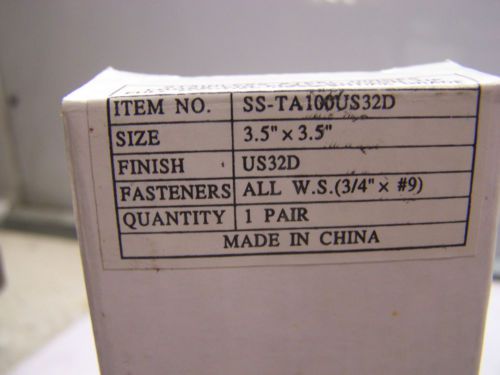 ITEM NO. SS-TA100US32D
SIZE 3.5" × 3.5"
FINISH US32D
FASTENERS ALL W.S.(3/4" × #9)
QUANTITY 1 PAIR
MADE IN CHINA